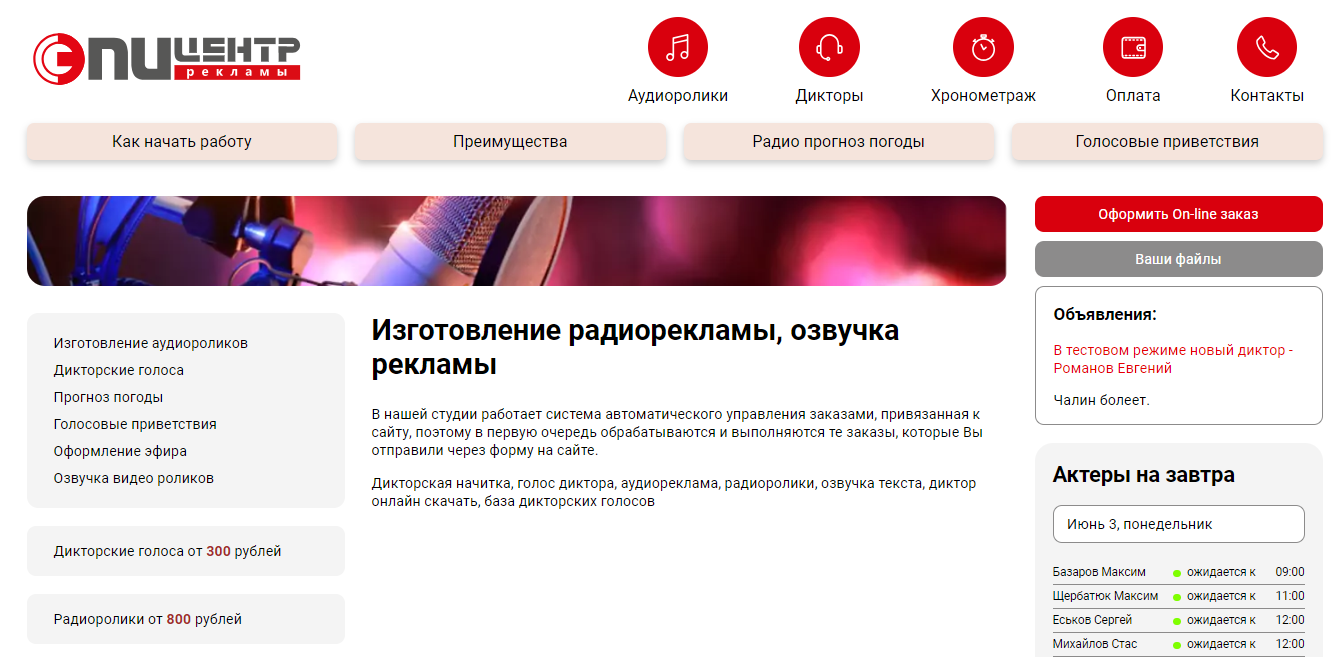 Эпицентр
рекламы
Аудиоролики
Дикторы
Хронометраж
Оплата
Контакты
Как начать работу
Преимущества
Радио прогноз погоды
Голосовые приветствия
Изготовление аудиороликов
Дикторские голоса
Прогноз погоды
Голосовые приветствия
Оформление эфира
Озвучка видео роликов
Дикторские голоса от 300 рублей
Радиоролики от 800 рублей
Изготовление радиорекламы, озвучка
рекламы
В нашей студии работает система автоматического управления заказами, привязанная к
сайту, поэтому в первую очередь обрабатываются и выполняются те заказы, которые Вы
отправили через форму на сайте.
Дикторская начитка, голос диктора, аудиореклама, радиоролики, озвучка текста, диктор
онлайн скачать, база дикторских голосов
Оформить On-line заказ
Ваши файлы
Объявления:
В тестовом режиме новый диктор -
Романов Евгений
Чалин болеет.
Актеры на завтра
Июнь 3, понедельник
Базаров Максим ожидается к 09:00
Щербатюк Максим ожидается к 11:00
Еськов Сергей ожидается к 12:00
Михайлов Стас ожидается к 12:00